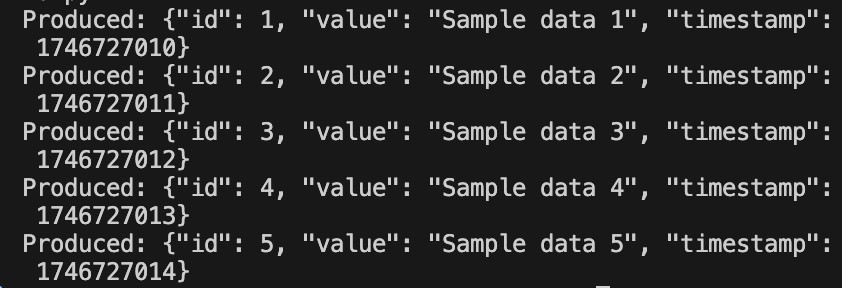 Produced: {"id": 1, "value": "Sample data 1", "timestamp":
1746727010}
Produced: {"id": 2, "value": "Sample data 2", "timestamp":
1746727011}
Produced: {"id": 3, "value": "Sample data 3", "timestamp":
1746727012}
Produced: {"id": 4, "value": "Sample data 4", "timestamp":
1746727013}
Produced: {"id": 5, "value": "Sample data 5", "timestamp":
1746727014}